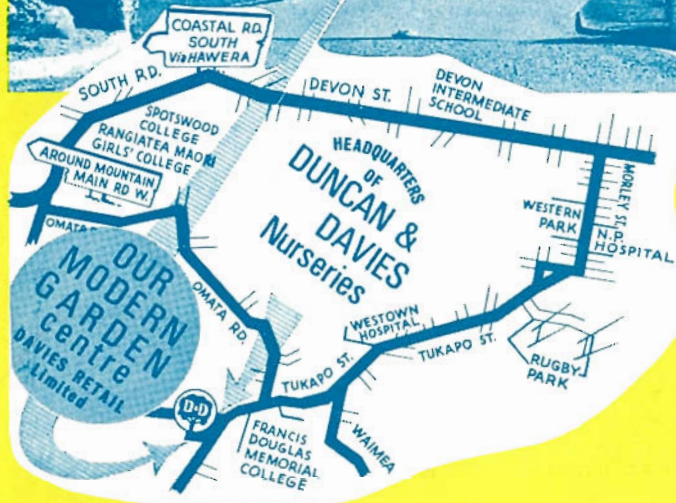 COASTAL RD.
SOUTH
Via HAWERA
SOUTH RD.
DEVON ST.
DEVON
INTERMEDIATE
SCHOOL
SPOTSWOOD
COLLEGE
RANGIATEA MAORI
GIRLS' COLLEGE
AROUND MOUNTAIN
MAIN RD W.
HEADQUARTERS
OF
DUNCAN &
DAVIES
Nurseries
MORLEY ST.
WESTERN
PARK
N.P.
HOSPITAL
OMATA
OUR
MODERN
GARDEN
centre
DAVIES RETAIL
Limited
OMATA RD.
WESTOWN
HOSPITAL
TUKAPO ST.
TUKAPO ST.
RUGBY
PARK
D&D
FRANCIS
DOUGLAS
MEMORIAL
COLLEGE
WAIMEA